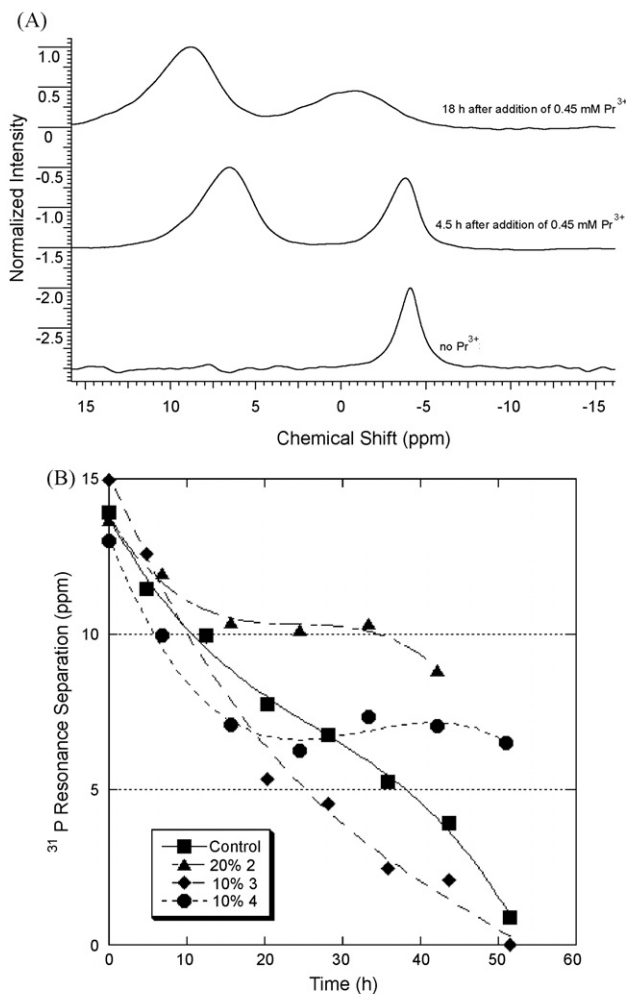 (A)
Normalized Intensity
1.0
0.5
0
-0.5
-1.0
-1.5
-2.0
-2.5
18 h after addition of 0.45 mM Pr³⁺
4.5 h after addition of 0.45 mM Pr³⁺
no Pr³⁺
15 10 5 0 -5 -10 -15
Chemical Shift (ppm)
(B)
³¹P Resonance Separation (ppm)
15
10
5
0
Control
20% 2
10% 3
10% 4
0 10 20 30 40 50 60
Time (h)